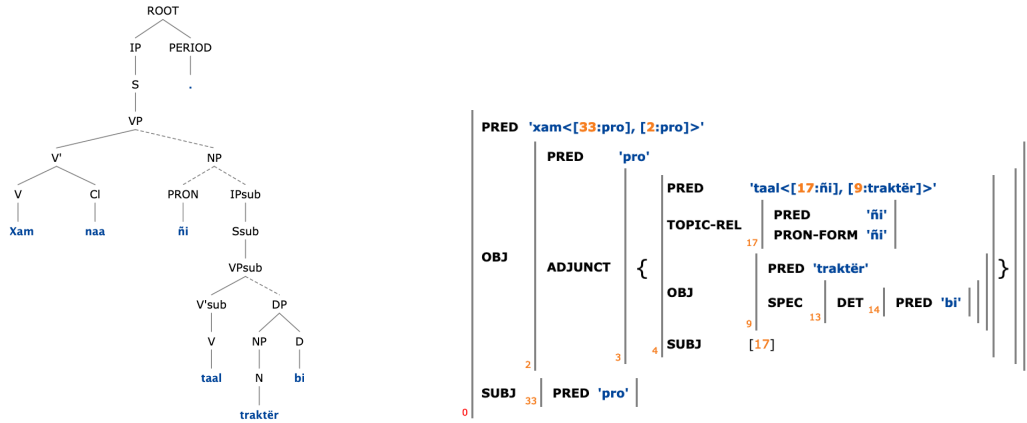 ROOT
IP PERIOD
S .
VP
V' NP
V Cl PRON IPsub
Xam naa ñi Ssub
VPsub
V'sub DP
V NP D
taal N bi
traktër
PRED 'xam<[33:pro], [2:pro]>'
PRED 'pro'
PRED 'taal<[17:ñi], [9:traktër]>'
TOPIC-REL 17 PRED 'ñi'
PRON-FORM 'ñi'
OBJ ADJUNCT {
PRED 'traktër' }
OBJ
9 SPEC 13 DET 14 PRED 'bi'
2 3 4 SUBJ [17]
0 SUBJ 33 PRED 'pro'